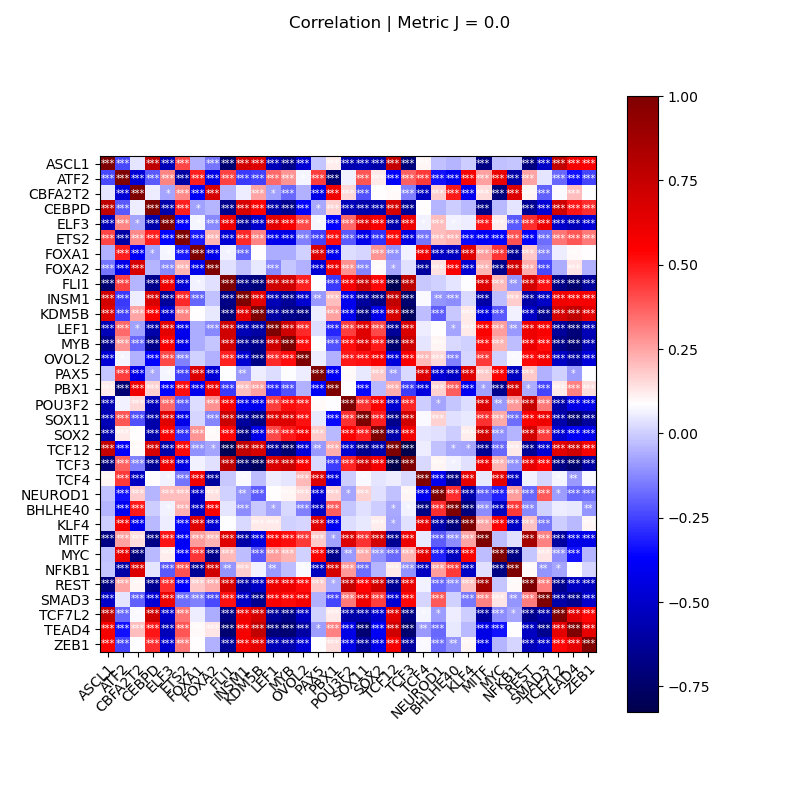 Correlation | Metric J = 0.0
ASCL1
ATF2
CBFA2T2
CEBPD
ELF3
ETS2
FOXA1
FOXA2
FLI1
INSM1
KDM5B
LEF1
MYB
OVOL2
PAX5
PBX1
POU3F2
SOX11
SOX2
TCF12
TCF3
TCF4
NEUROD1
BHLHE40
KLF4
MITF
MYC
NFKB1
REST
SMAD3
TCF7L2
TEAD4
ZEB1
ASCL1
ATF2
CBFA2T2
CEBPD
ELF3
ETS2
FOXA1
FOXA2
FLI1
INSM1
KDM5B
LEF1
MYB
OVOL2
PAX5
PBX1
POU3F2
SOX11
SOX2
TCF12
TCF3
TCF4
NEUROD1
BHLHE40
KLF4
MITF
MYC
NFKB1
REST
SMAD3
TCF7L2
TEAD4
ZEB1
1.00
0.75
0.50
0.25
0.00
−0.25
−0.50
−0.75